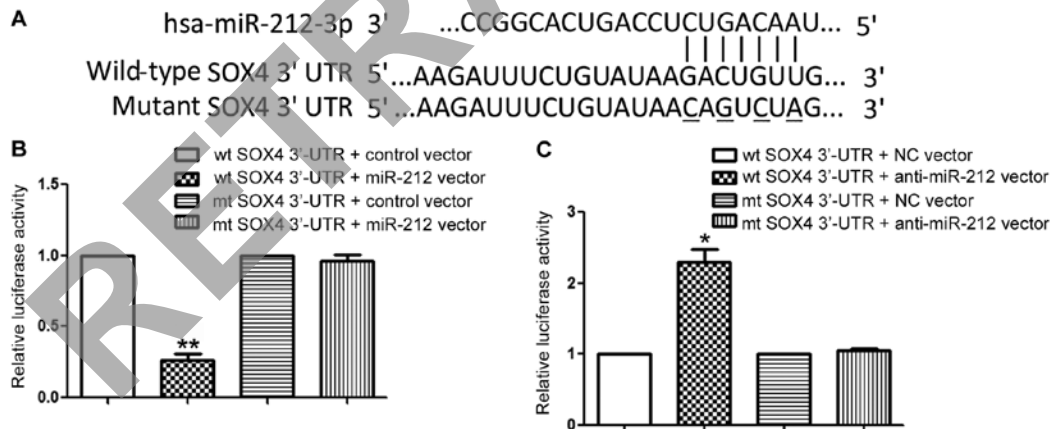 A
hsa-miR-212-3p 3' ...CCGGCACUGACCUCUGACAAU... 5'
Wild-type SOX4 3' UTR 5'...AAGAUUUCUGUAUAAGACUGUUG... 3'
Mutant SOX4 3' UTR 5'...AAGAUUUCUGUAUAACAGUCUAG... 3'
B
wt SOX4 3'-UTR + control vector
wt SOX4 3'-UTR + miR-212 vector
mt SOX4 3'-UTR + control vector
mt SOX4 3'-UTR + miR-212 vector
Relative luciferase activity
1.5
1.0
0.5
0.0
**
C
wt SOX4 3'-UTR + NC vector
wt SOX4 3'-UTR + anti-miR-212 vector
mt SOX4 3'-UTR + NC vector
mt SOX4 3'-UTR + anti-miR-212 vector
Relative luciferase activity
3
2
1
0
*